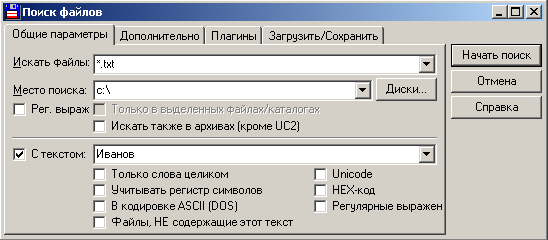 Поиск файлов
Общие параметры Дополнительно Плагины Загрузить/Сохранить
Искать файлы: *.txt Начать поиск
Место поиска: c:\ Диски... Отмена
Рег. выраж Только в выделенных файлах/каталогах Справка
Искать также в архивах (кроме UC2)
С текстом: Иванов
Только слова целиком Unicode
Учитывать регистр символов HEX-код
В кодировке ASCII (DOS) Регулярные выражен
Файлы, НЕ содержащие этот текст